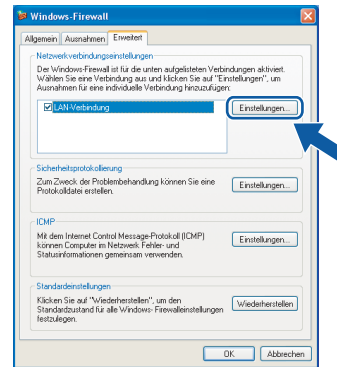 Windows-Firewall
Allgemein Ausnahmen Erweitert
Netzwerkverbindungseinstellungen
Der Windows-Firewall ist für die unten aufgelisteten Verbindungen aktiviert.
Wählen Sie eine Verbindung aus und klicken Sie auf "Einstellungen", um
Ausnahmen für eine individuelle Verbindung hinzuzufügen:
LAN-Verbindung
Einstellungen...
Sicherheitsprotokollierung
Zum Zweck der Problembehandlung können Sie eine
Protokolldatei erstellen.
Einstellungen...
ICMP
Mit dem Internet Control Message-Protokoll (ICMP)
können Computer im Netzwerk Fehler- und
Statusinformationen gemeinsam verwenden.
Einstellungen...
Standardeinstellungen
Klicken Sie auf "Wiederherstellen", um den
Standardzustand für alle Windows- Firewalleinstellungen
festzulegen.
Wiederherstellen
OK Abbrechen